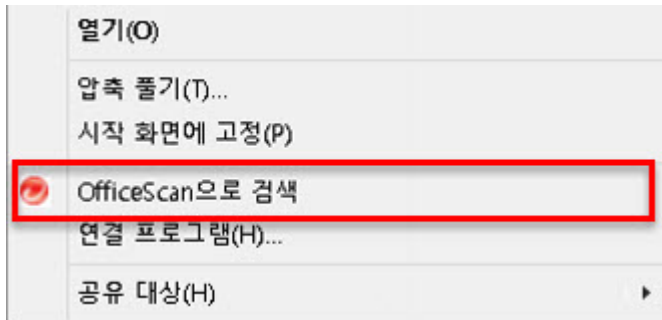 열기(O)
압축 풀기(T)...
시작 화면에 고정(P)
OfficeScan으로 검색
연결 프로그램(H)...
공유 대상(H)